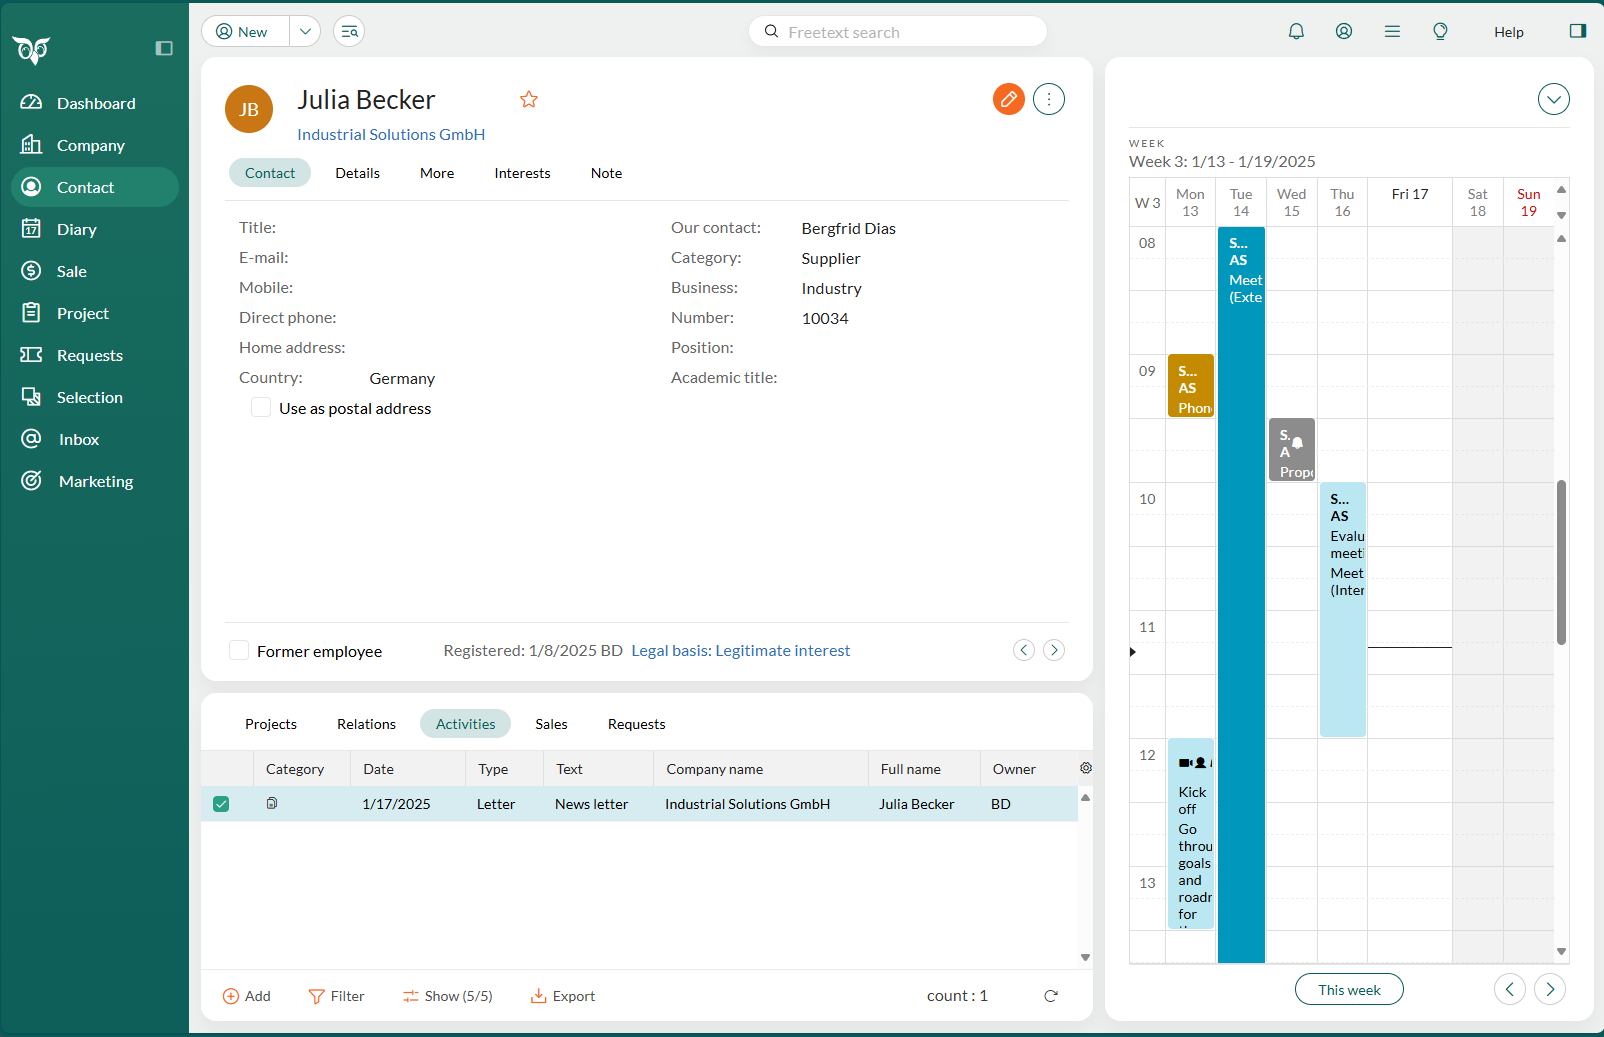 New
Freetext search
Help
Dashboard
Company
Contact
Diary
Sale
Project
Requests
Selection
Inbox
Marketing
17
JB
Julia Becker
Industrial Solutions GmbH
Contact Details More Interests Note
Title:
E-mail:
Mobile:
Direct phone:
Home address:
Country: Germany
Use as postal address
Our contact: Bergfrid Dias
Category: Supplier
Business: Industry
Number: 10034
Position:
Academic title:
Former employee
Registered: 1/8/2025 BD Legal basis: Legitimate interest
Projects Relations Activities Sales Requests
Category Date Type Text Company name Full name Owner
1/17/2025 Letter News letter Industrial Solutions GmbH Julia Becker BD
Add Filter Show (5/5) Export count : 1
WEEK
Week 3: 1/13 - 1/19/2025
W 3
Mon 13
Tue 14
Wed 15
Thu 16
Fri 17
Sat 18
Sun 19
08
09
10
11
12
13
S...
AS
Phon
Kick
off
Go
throu
goals
and
roadr
for
S...
AS
Meet
(Exte
S.
A
Prop
S...
AS
Evalu
meeti
Meet
(Inter
This week